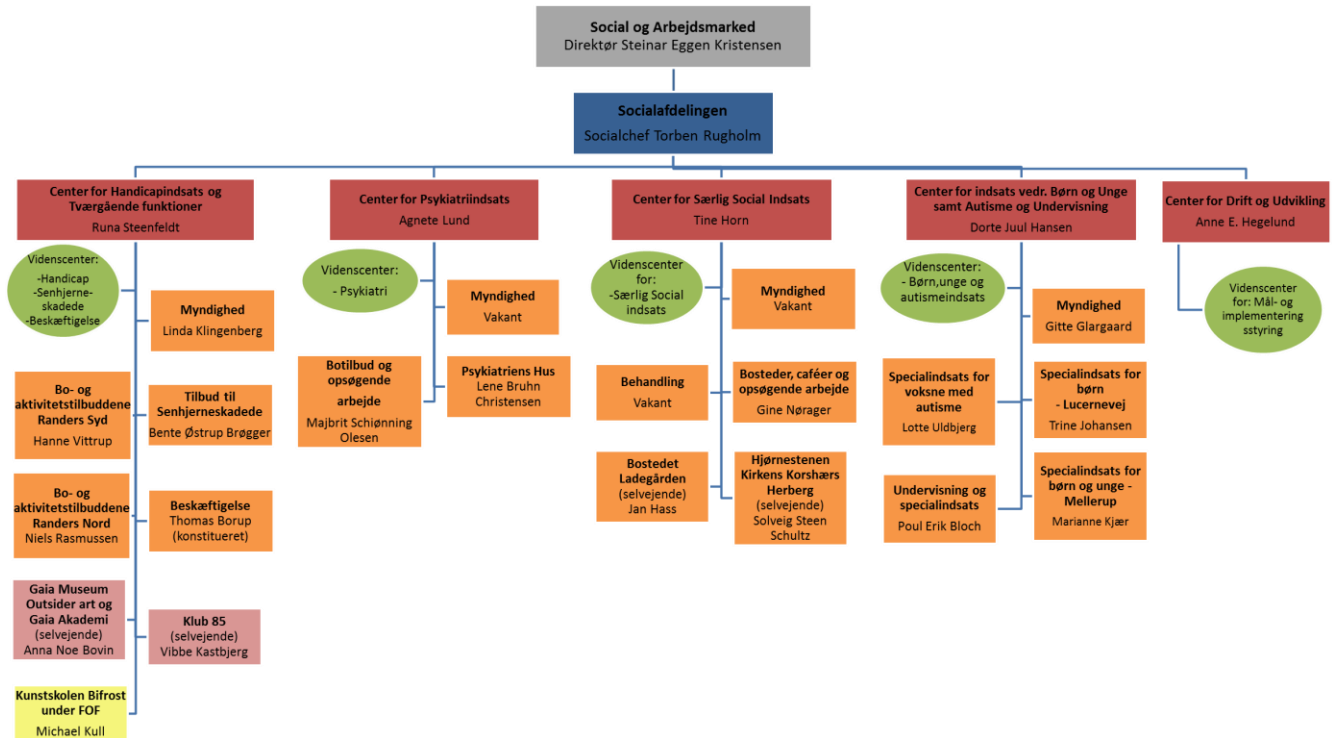 Social og Arbejdsmarked
Direktør Steinar Eggen Kristensen
Socialafdelingen
Socialchef Torben Rugholm
Center for Handicapindsats og
Tværgående funktioner
Runa Steenfeldt
Videnscenter:
-Handicap
-Senhjerne-
skadede
-Beskæftigelse
Myndighed
Linda Klingenberg
Bo- og
aktivitetstilbuddene
Randers Syd
Hanne Vittrup
Tilbud til
Senhjerneskadede
Bente Østrup Brøgger
Bo- og
aktivitetstilbuddene
Randers Nord
Niels Rasmussen
Beskæftigelse
Thomas Borup
(konstitueret)
Gaia Museum
Outsider art og
Gaia Akademi
(selvejende)
Anna Noe Bovin
Klub 85
(selvejende)
Vibbe Kastbjerg
Kunstskolen Bifrost
under FOF
Michael Kull
Center for Psykiatriindsats
Agnete Lund
Videnscenter:
- Psykiatri
Myndighed
Vakant
Botilbud og
opsøgende
arbejde
Majbrit Schiønning
Olesen
Psykiatriens Hus
Lene Bruhn
Christensen
Center for Særlig Social Indsats
Tine Horn
Videnscenter
for:
-Særlig Social
indsats
Myndighed
Vakant
Behandling
Vakant
Bosteder, caféer og
opsøgende arbejde
Gine Nørager
Bostedet
Ladegården
(selvejende)
Jan Hass
Hjørnestenen
Kirkens Korshærs
Herberg
(selvejende)
Solveig Steen
Schultz
Center for indsats vedr. Børn og Unge
samt Autisme og Undervisning
Dorte Juul Hansen
Videnscenter:
- Børn,unge og
autismeindsats
Myndighed
Gitte Glargaard
Specialindsats for
voksne med
autisme
Lotte Uldbjerg
Specialindsats for
børn
- Lucernevej
Trine Johansen
Undervisning og
specialindsats
Poul Erik Bloch
Specialindsats for
børn og unge -
Mellerup
Marianne Kjær
Center for Drift og Udvikling
Anne E. Hegelund
Videnscenter
for: Mål- og
implementering
sstyring